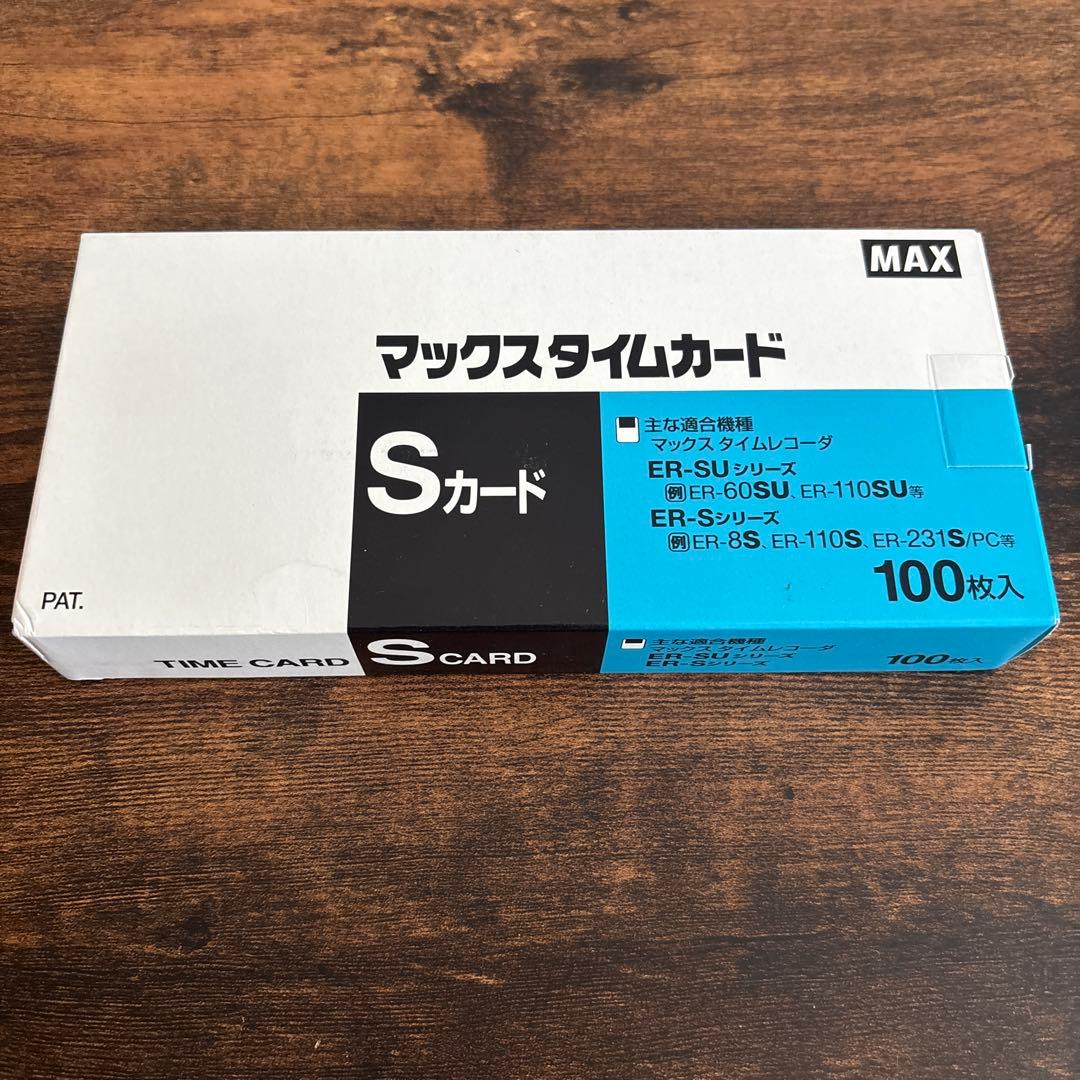 MAX
マックスタイムカード
Sカード
主な適合機種
マックス タイムレコーダ
ER-SUシリーズ
例 ER-60SU、ER-110SU等
ER-Sシリーズ
例 ER-8S、ER-110S、ER-231S/PC等
100枚入
PAT.
TIME CARD
S CARD
主な適合機種
マックス タイムレコーダ
ER-SUシリーズ
ER-Sシリーズ
100枚入